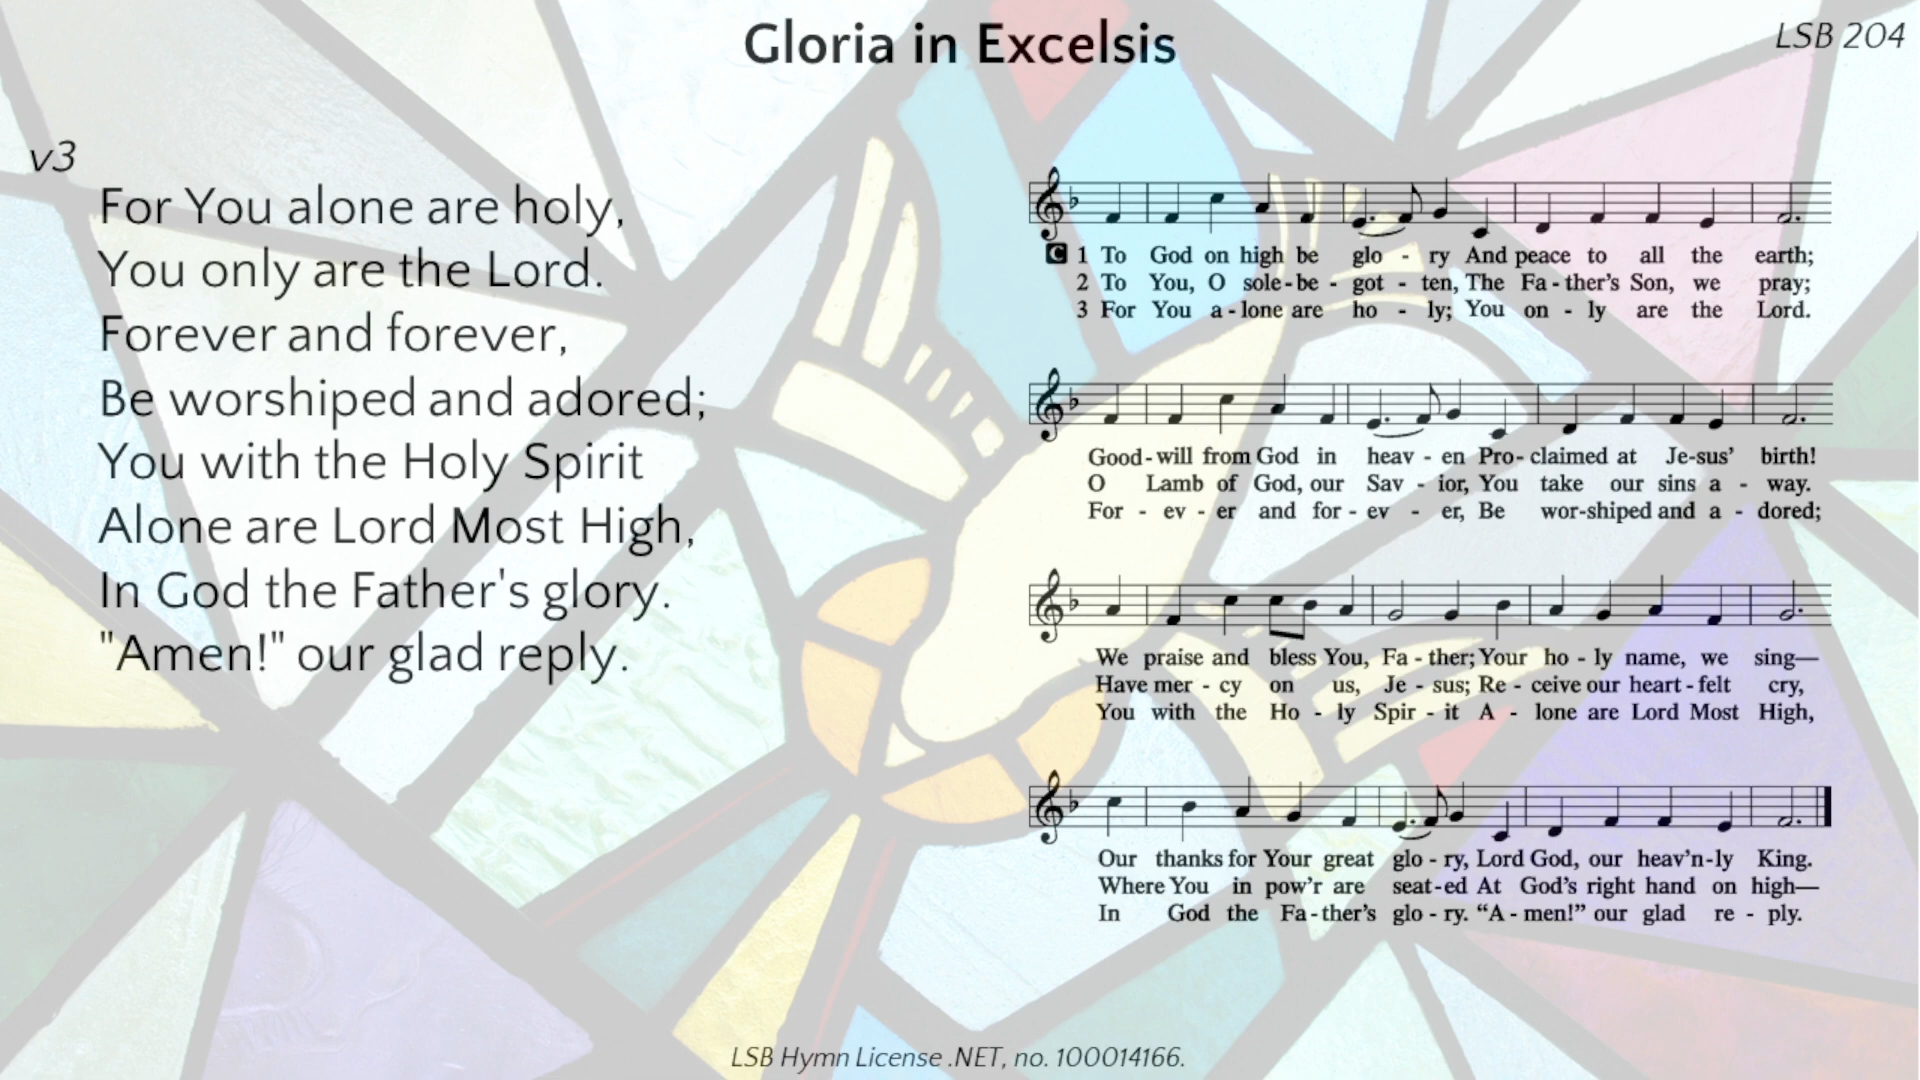 Gloria in Excelsis
LSB 204
v3
For You alone are holy,
You only are the Lord.
Forever and forever,
Be worshiped and adored;
You with the Holy Spirit
Alone are Lord Most High,
In God the Father's glory.
"Amen!" our glad reply.
C 1 To God on high be glo - ry And peace to all the earth;
2 To You, O sole - be - got - ten, The Fa - ther’s Son, we pray;
3 For You a - lone are ho - ly; You on - ly are the Lord.
Good - will from God in heav - en Pro - claimed at Je - sus’ birth!
O Lamb of God, our Sav - ior, You take our sins a - way.
For - ev - er and for - ev - er, Be wor - shiped and a - dored;
We praise and bless You, Fa - ther; Your ho - ly name, we sing—
Have mer - cy on us, Je - sus; Re - ceive our heart - felt cry,
You with the Ho - ly Spir - it A - lone are Lord Most High,
Our thanks for Your great glo - ry, Lord God, our heav’n - ly King.
Where You in pow’r are seat - ed At God’s right hand on high—
In God the Fa - ther’s glo - ry. “A - men!” our glad re - ply.
LSB Hymn License .NET, no. 100014166.